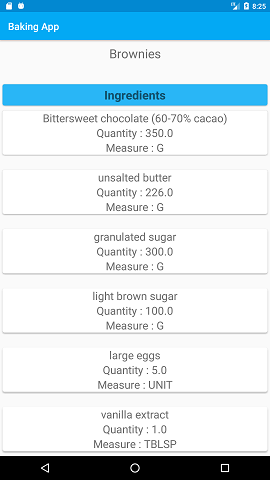 8:25
Baking App
Brownies
Ingredients
Bittersweet chocolate (60-70% cacao)
Quantity : 350.0
Measure : G
unsalted butter
Quantity : 226.0
Measure : G
granulated sugar
Quantity : 300.0
Measure : G
light brown sugar
Quantity : 100.0
Measure : G
large eggs
Quantity : 5.0
Measure : UNIT
vanilla extract
Quantity : 1.0
Measure : TBLSP